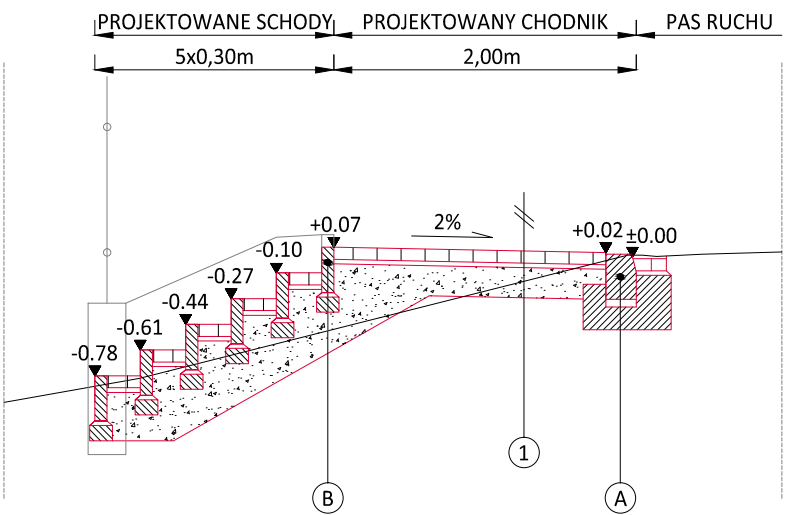 PROJEKTOWANE SCHODY PROJEKTOWANY CHODNIK PAS RUCHU
5x0,30m 2,00m
+0.07 2% +0.02 ±0.00
-0.10
-0.27
-0.44
-0.61
-0.78
1
B A